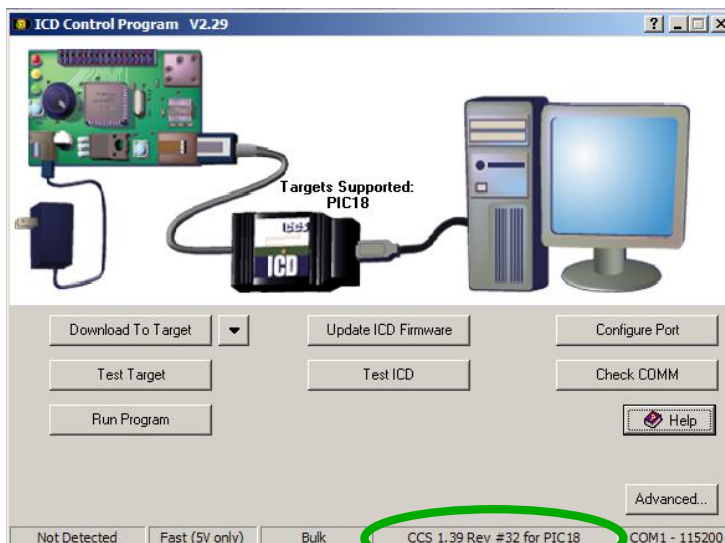 ICD Control Program V2.29
Targets Supported:
PIC18
CCS
ICD
Download To Target
Update ICD Firmware
Configure Port
Test Target
Test ICD
Check COMM
Run Program
Help
Advanced...
Not Detected
Fast (5V only)
Bulk
CCS 1.39 Rev #32 for PIC18
COM1 - 115200